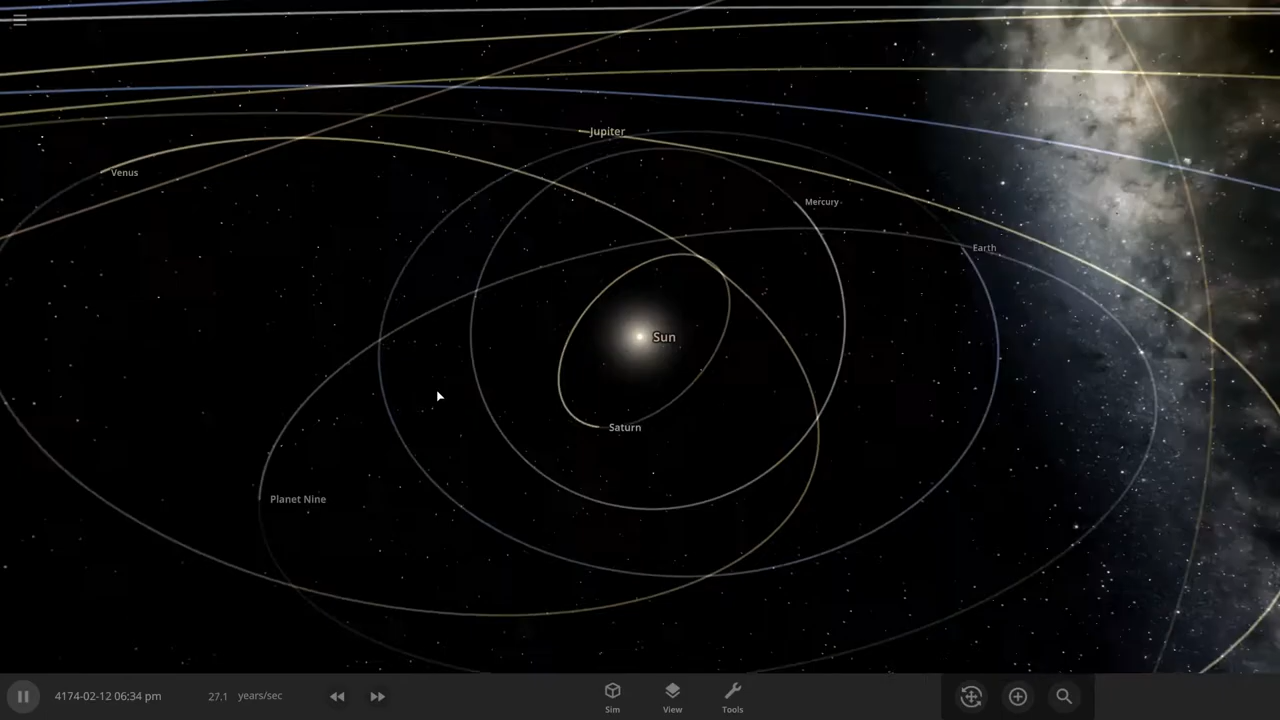 Jupiter
Venus
Mercury
Earth
Sun
Saturn
Planet Nine
4174-02-12 06:34 pm 27.1 years/sec
Sim View Tools